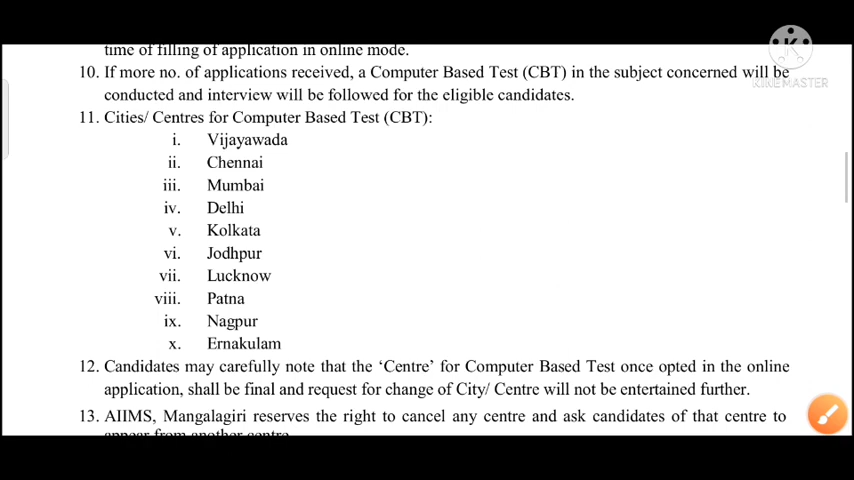 time of filling of application in online mode.
KINEMASTER
10. If more no. of applications received, a Computer Based Test (CBT) in the subject concerned will be
conducted and interview will be followed for the eligible candidates.
11. Cities/ Centres for Computer Based Test (CBT):
i. Vijayawada
ii. Chennai
iii. Mumbai
iv. Delhi
v. Kolkata
vi. Jodhpur
vii. Lucknow
viii. Patna
ix. Nagpur
x. Ernakulam
12. Candidates may carefully note that the ‘Centre’ for Computer Based Test once opted in the online
application, shall be final and request for change of City/ Centre will not be entertained further.
13. AIIMS, Mangalagiri reserves the right to cancel any centre and ask candidates of that centre to
appear from another centre.